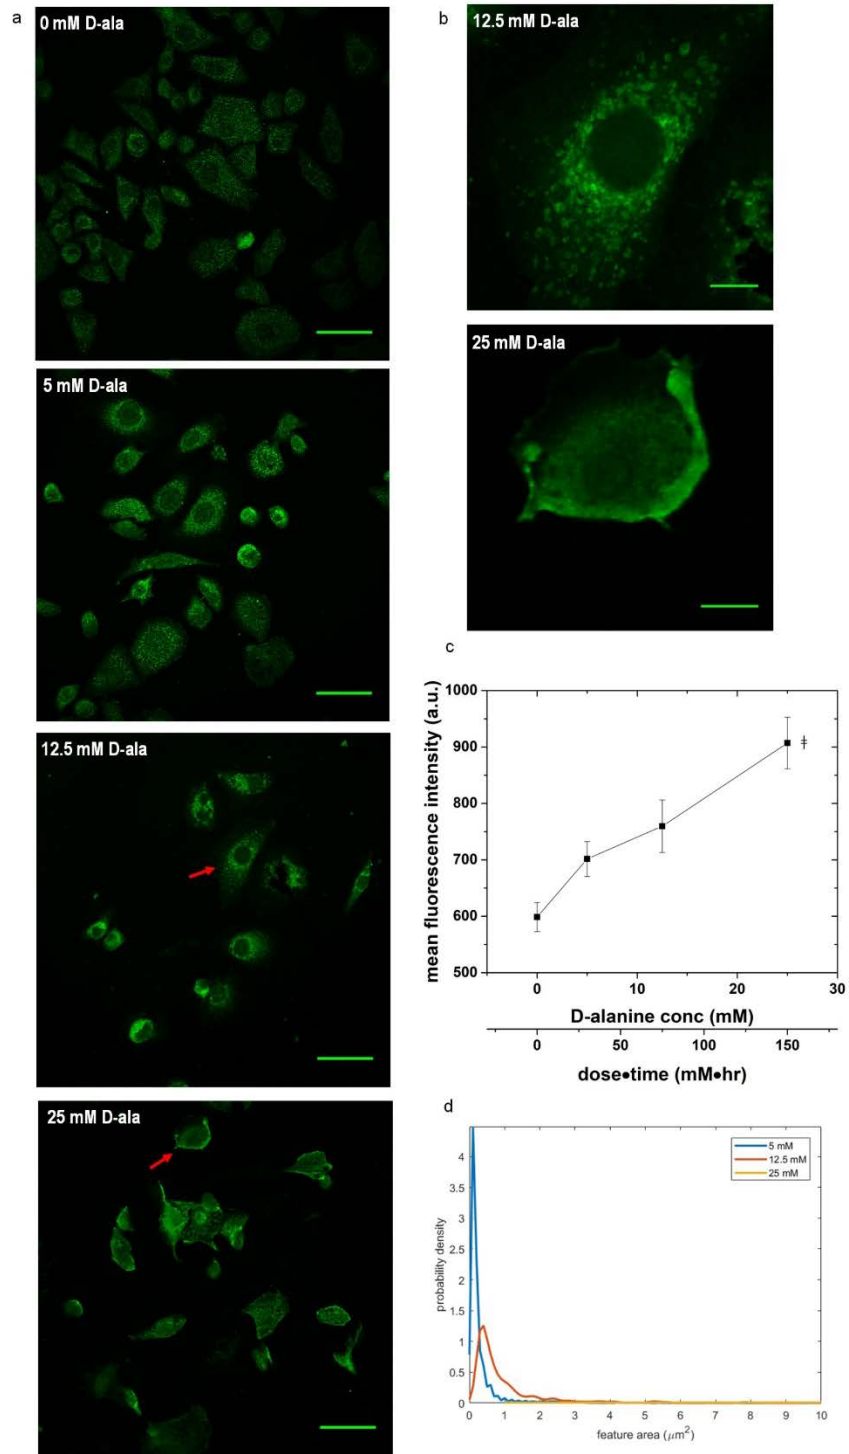 a
0 mM D-ala
5 mM D-ala
12.5 mM D-ala
25 mM D-ala
b
12.5 mM D-ala
25 mM D-ala
c
mean fluorescence intensity (a.u.)
1000
900
800
700
600
500
ǂ
0 10 20 30
D-alanine conc (mM)
0 50 100 150
dose•time (mM•hr)
d
probability density
4
3.5
3
2.5
2
1.5
1
0.5
0
5 mM
12.5 mM
25 mM
0 1 2 3 4 5 6 7 8 9 10
feature area (μm²)